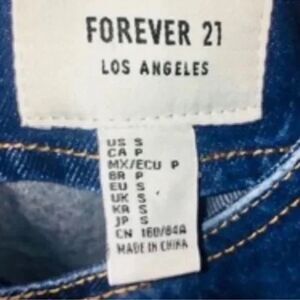 FOREVER 21
LOS ANGELES
US S
CA P
MX/ECU P
BR P
EU S
UK S
KR S
JP S
CN 160/84A
MADE IN CHINA